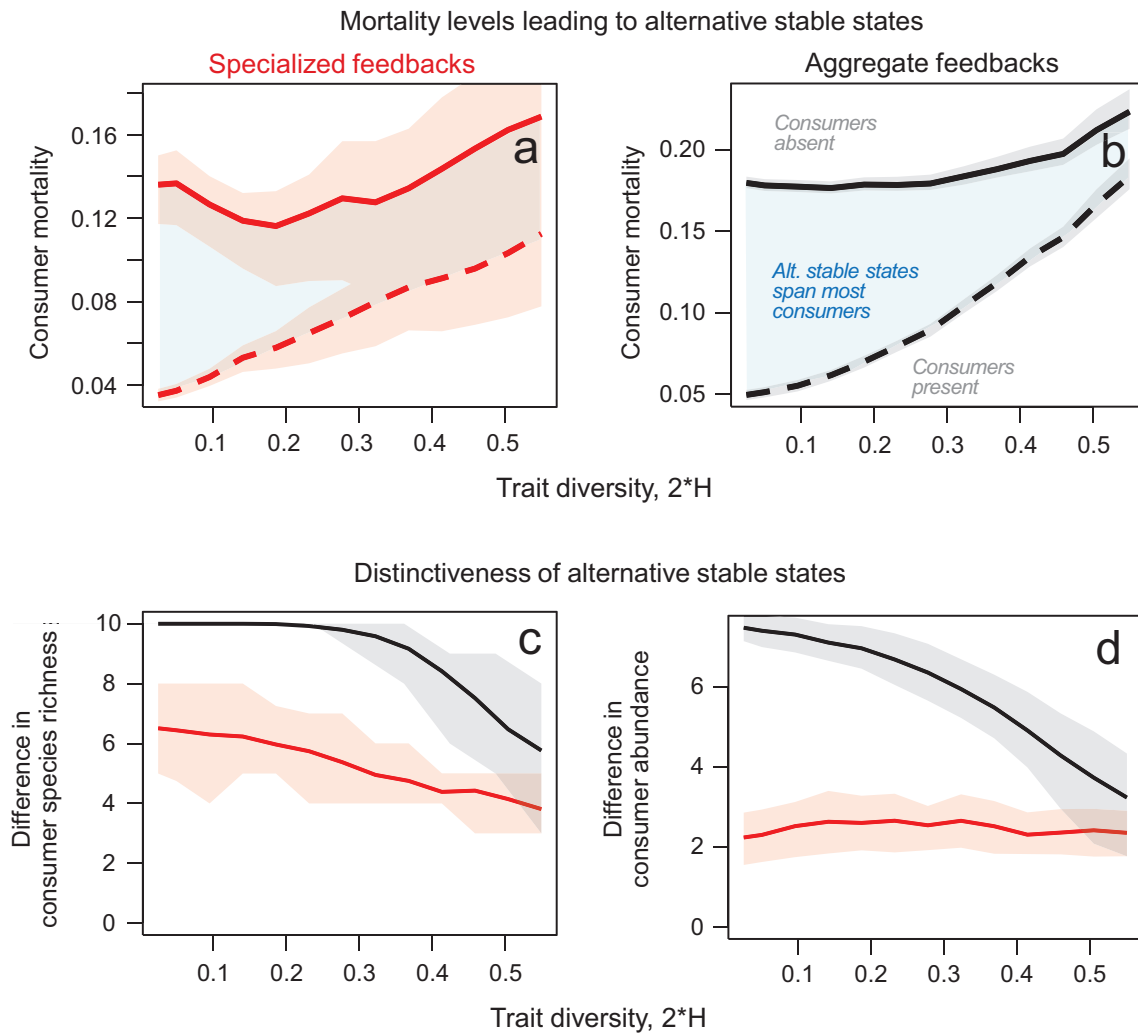 Mortality levels leading to alternative stable states
Specialized feedbacks
Aggregate feedbacks
Consumer mortality
0.16
0.12
0.08
0.04
a
0.1 0.2 0.3 0.4 0.5
Consumer mortality
0.20
0.15
0.10
0.05
Consumers
absent
b
Alt. stable states
span most
consumers
Consumers
present
0.1 0.2 0.3 0.4 0.5
Trait diversity, 2*H
Distinctiveness of alternative stable states
Difference in
consumer species richness
10
8
6
4
2
0
c
0.1 0.2 0.3 0.4 0.5
Difference in
consumer abundance
6
4
2
0
d
0.1 0.2 0.3 0.4 0.5
Trait diversity, 2*H